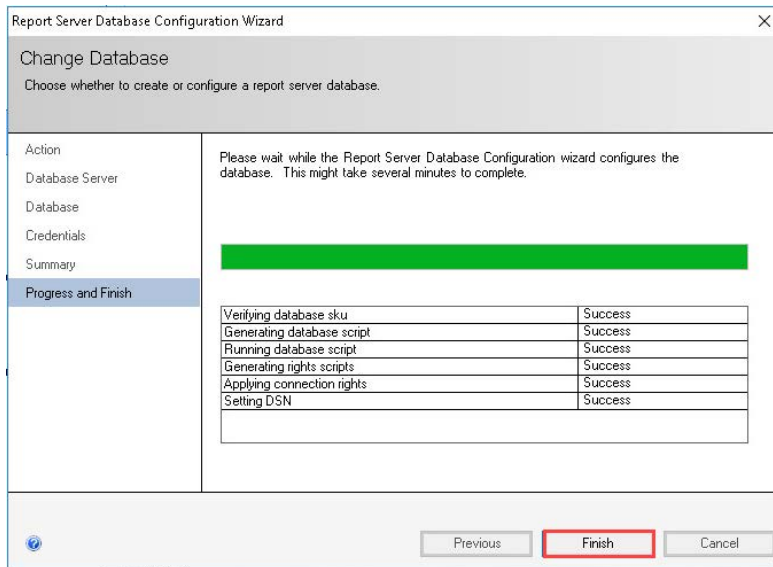 Report Server Database Configuration Wizard
Change Database
Choose whether to create or configure a report server database.
Action
Database Server
Database
Credentials
Summary
Progress and Finish
Please wait while the Report Server Database Configuration wizard configures the
database. This might take several minutes to complete.
Verifying database sku Success
Generating database script Success
Running database script Success
Generating rights scripts Success
Applying connection rights Success
Setting DSN Success
Previous Finish Cancel